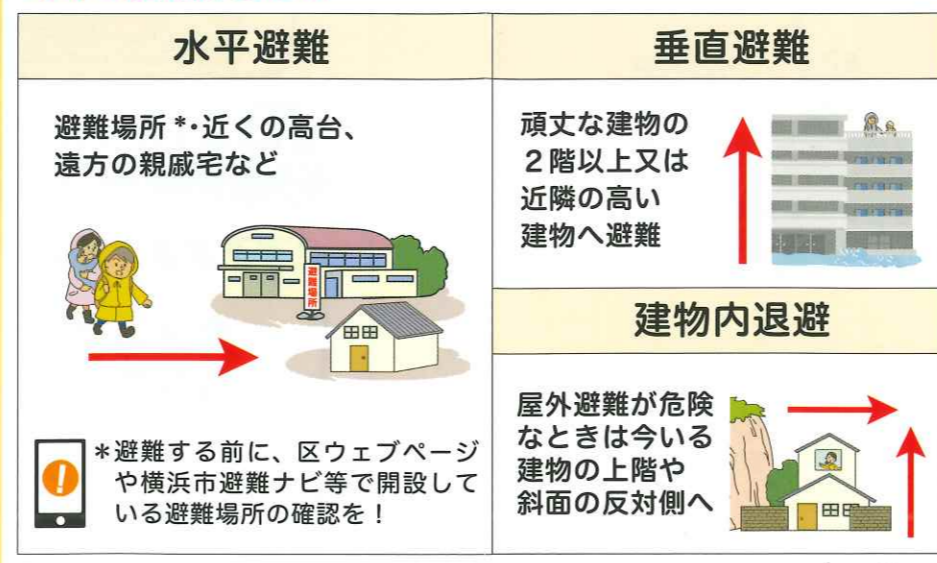 水平避難
避難場所*・近くの高台、
遠方の親戚宅など
避難場所
*避難する前に、区ウェブページ
や横浜市避難ナビ等で開設して
いる避難場所の確認を！
垂直避難
頑丈な建物の
２階以上又は
近隣の高い
建物へ避難
建物内退避
屋外避難が危険
なときは今いる
建物の上階や
斜面の反対側へ